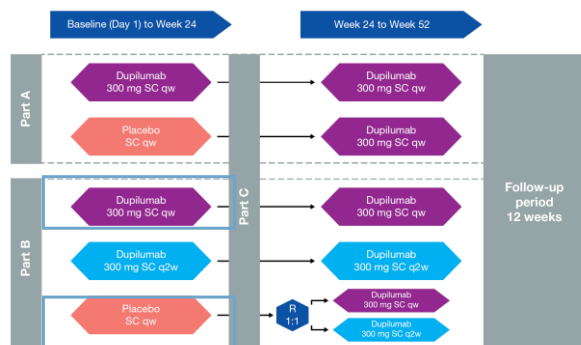 Baseline (Day 1) to Week 24
Week 24 to Week 52
Part A
Dupilumab
300 mg SC qw
Dupilumab
300 mg SC qw
Placebo
SC qw
Dupilumab
300 mg SC qw
Part B
Dupilumab
300 mg SC qw
Part C
Dupilumab
300 mg SC qw
Dupilumab
300 mg SC q2w
Dupilumab
300 mg SC q2w
Placebo
SC qw
R
1:1
Dupilumab
300 mg SC qw
Dupilumab
300 mg SC q2w
Follow-up
period
12 weeks